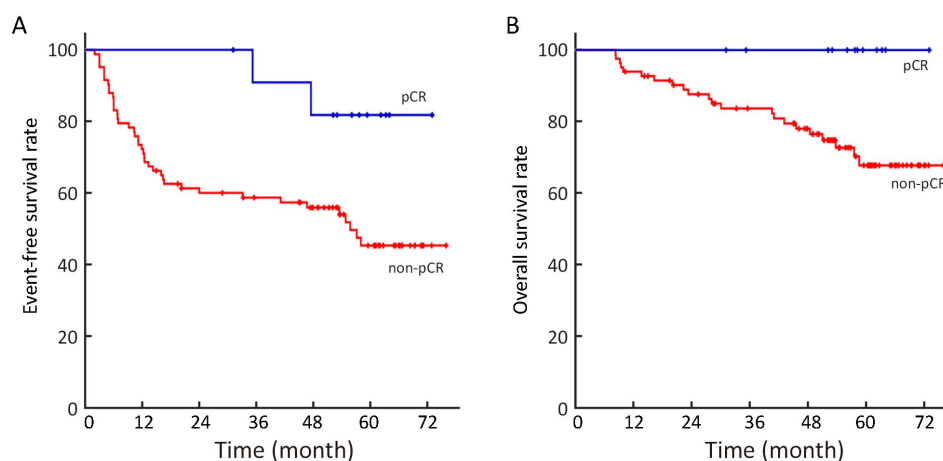 A
Event-free survival rate
100
80
60
40
20
0
pCR
non-pCR
0 12 24 36 48 60 72
Time (month)
B
Overall survival rate
100
80
60
40
20
0
pCR
non-pCR
0 12 24 36 48 60 72
Time (month)